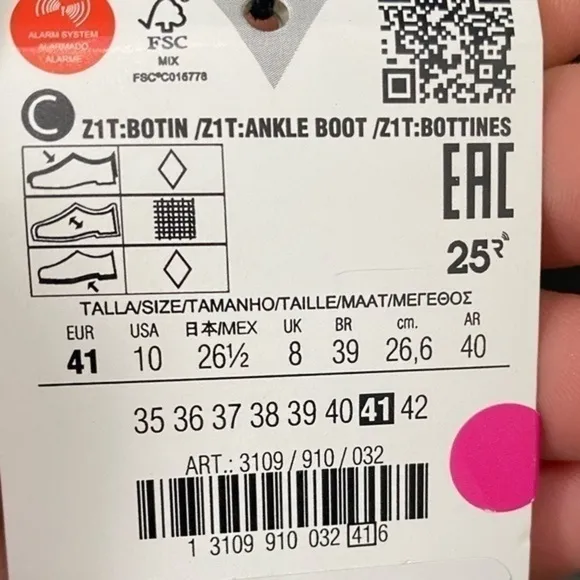 ALARM SYSTEM
ALARMADO
ALARME
FSC
MIX
FSC®C016778
C Z1T:BOTIN /Z1T:ANKLE BOOT /Z1T:BOTTINES
EAC
25R
TALLA/SIZE/TAMANHO/TAILLE/MAAT/ΜΕΓΕΘΟΣ
EUR USA 日本/MEX UK BR cm. AR
41 10 26½ 8 39 26,6 40
35 36 37 38 39 40 41 42
ART.: 3109 / 910 / 032
1 3109 910 032 41 6